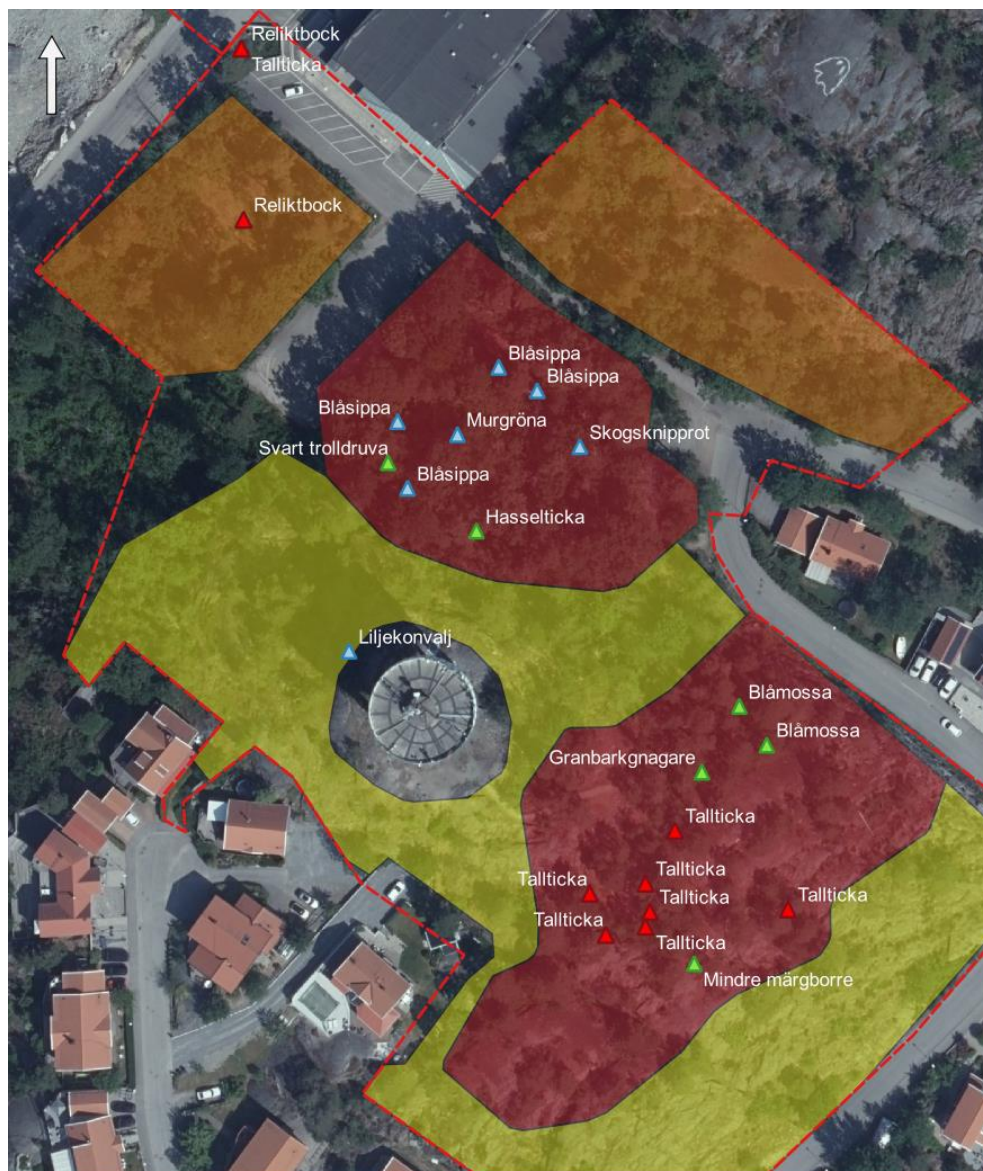 Reliktbock
Tallticka
Reliktbock
Blåsippa
Blåsippa
Blåsippa
Murgröna
Skogsknipprot
Svart trolldruva
Blåsippa
Hasselticka
Liljekonvalj
Blåmossa
Blåmossa
Granbarkgnagare
Tallticka
Tallticka
Tallticka
Tallticka
Tallticka
Tallticka
Tallticka
Mindre märgborre